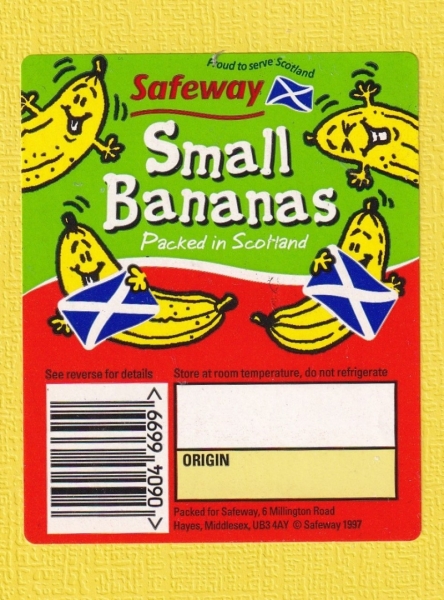 Proud to serve Scotland
Safeway
Small
Bananas
Packed in Scotland
See reverse for details
Store at room temperature, do not refrigerate
<0604 6699>
ORIGIN
Packed for Safeway, 6 Millington Road
Hayes, Middlesex, UB3 4AY © Safeway 1997